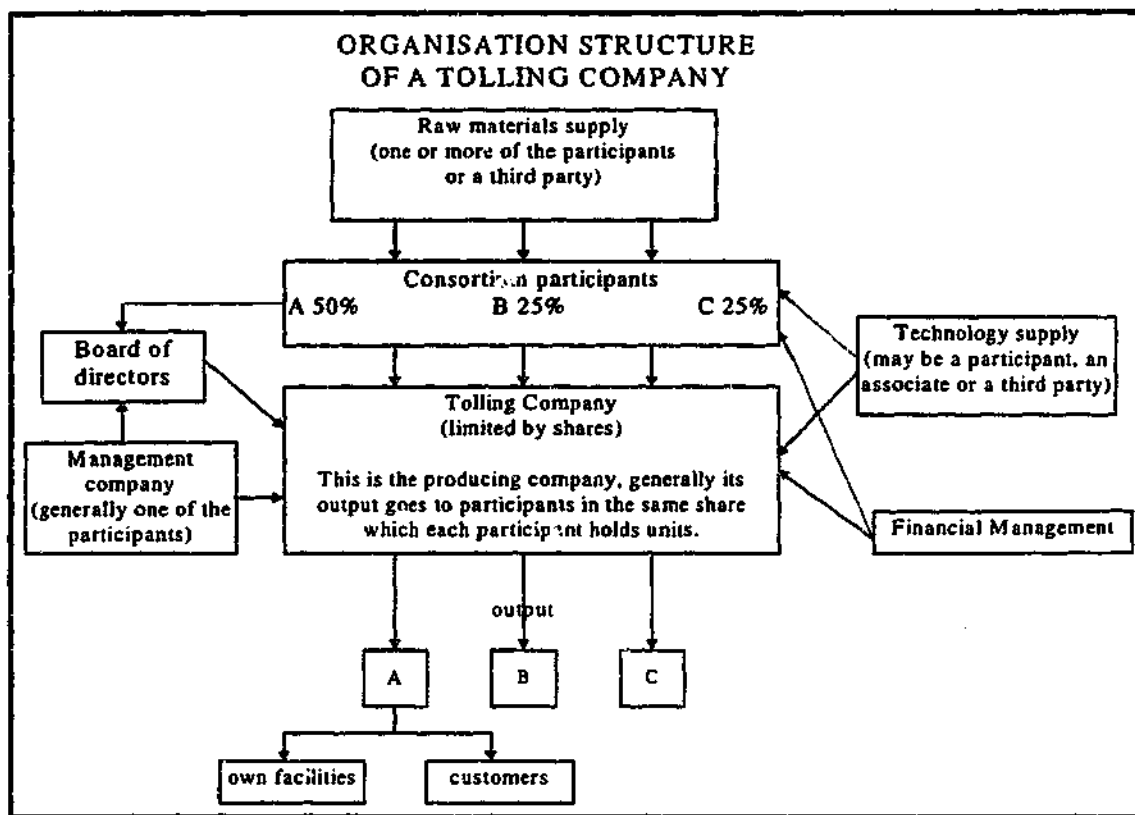 ORGANISATION STRUCTURE
OF A TOLLING COMPANY
Raw materials supply
(one or more of the participants
or a third party)
participants
A 50% B 25% C 25%
Board of
directors
Technology supply
(may be a participant, an
associate or a third party)
Tolling Company
(limited by shares)
This is the producing company, generally its
output goes to participants in the same share
which each participant holds units.
Management
company
(generally one of the
participants)
Financial Management
output
A B C
own facilities customers